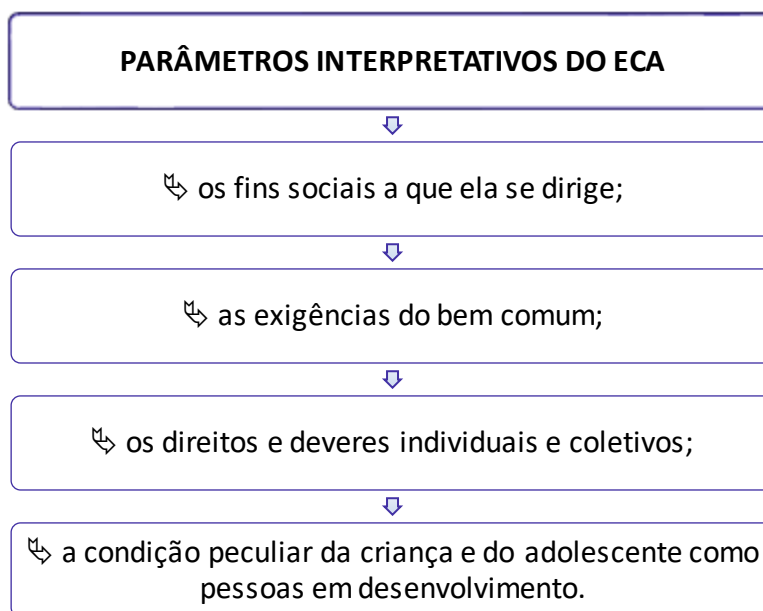 PARÂMETROS INTERPRETATIVOS DO ECA
↳ os fins sociais a que ela se dirige;
↳ as exigências do bem comum;
↳ os direitos e deveres individuais e coletivos;
↳ a condição peculiar da criança e do adolescente como
pessoas em desenvolvimento.